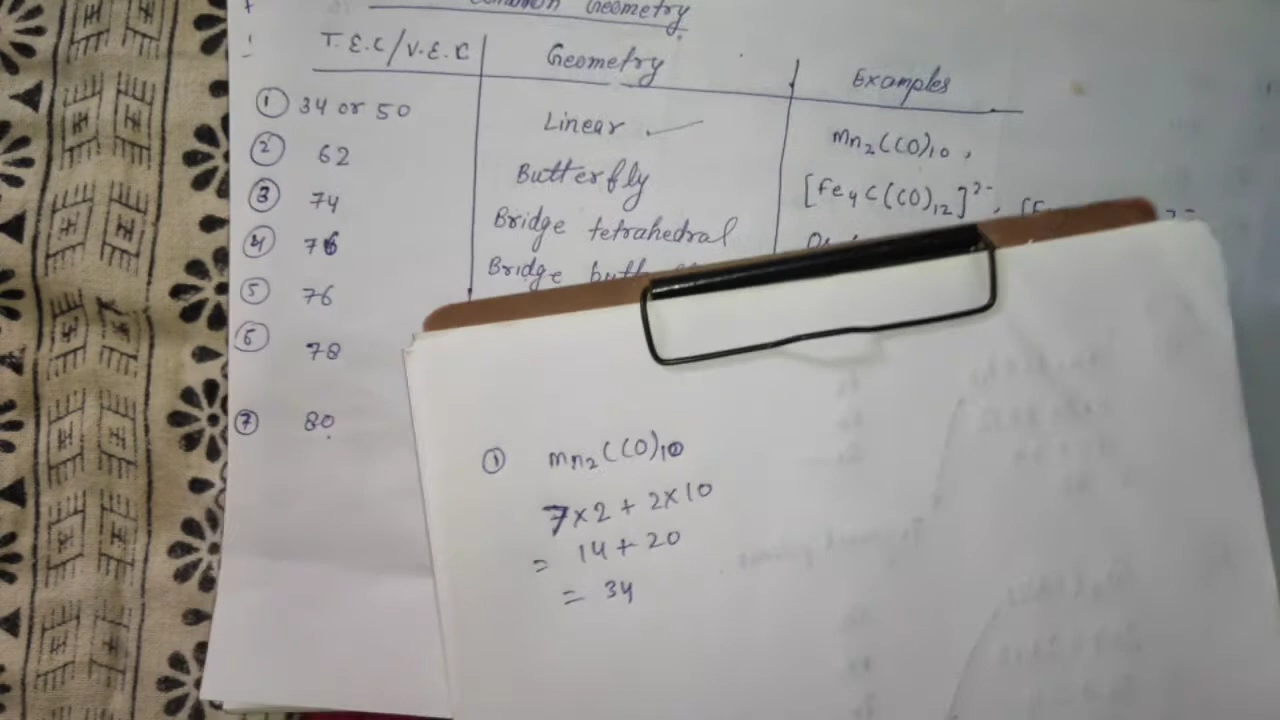 Common Geometry
T.E.C/V.E.C Geometry Examples
① 34 or 50 Linear Mn2(CO)10,
② 62 Butterfly [Fe4C(CO)12]2-,
③ 74 Bridge tetrahedral
④ 76 Bridge
⑤ 76
⑥ 78
⑦ 80
① Mn2(CO)10
7×2 + 2×10
= 14 + 20
= 34